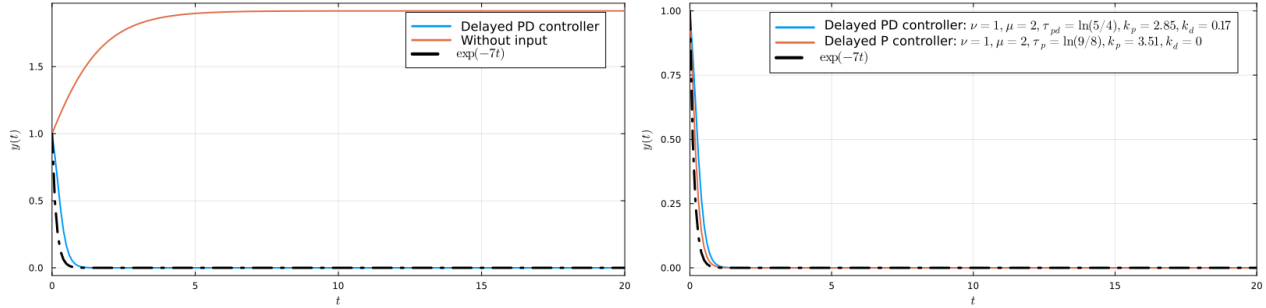 Delayed PD controller
Without input
exp(−7t)
1.5
1.0
0.5
0.0
y(t)
0
5
10
15
20
t
Delayed PD controller: ν = 1, μ = 2, τ_pd = ln(5/4), k_p = 2.85, k_d = 0.17
Delayed P controller: ν = 1, μ = 2, τ_p = ln(9/8), k_p = 3.51, k_d = 0
exp(−7t)
1.00
0.75
0.50
0.25
0.00
y(t)
0
5
10
15
20
t